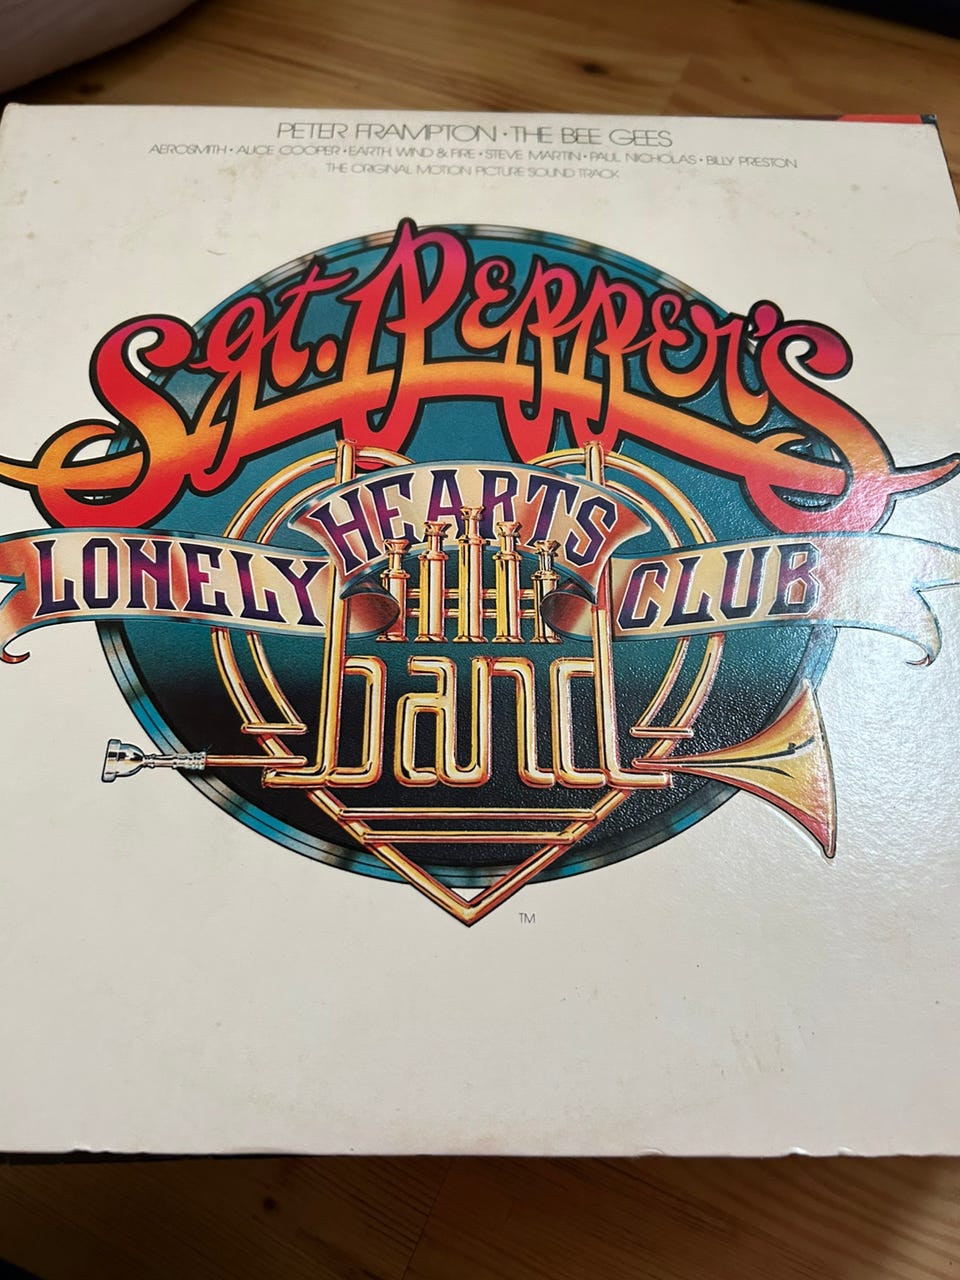 PETER FRAMPTON · THE BEE GEES
AEROSMITH · ALICE COOPER · EARTH, WIND & FIRE · STEVE MARTIN · PAUL NICHOLAS · BILLY PRESTON
THE ORIGINAL MOTION PICTURE SOUND TRACK
Sgt. Pepper's
LONELY HEARTS CLUB
band
TM